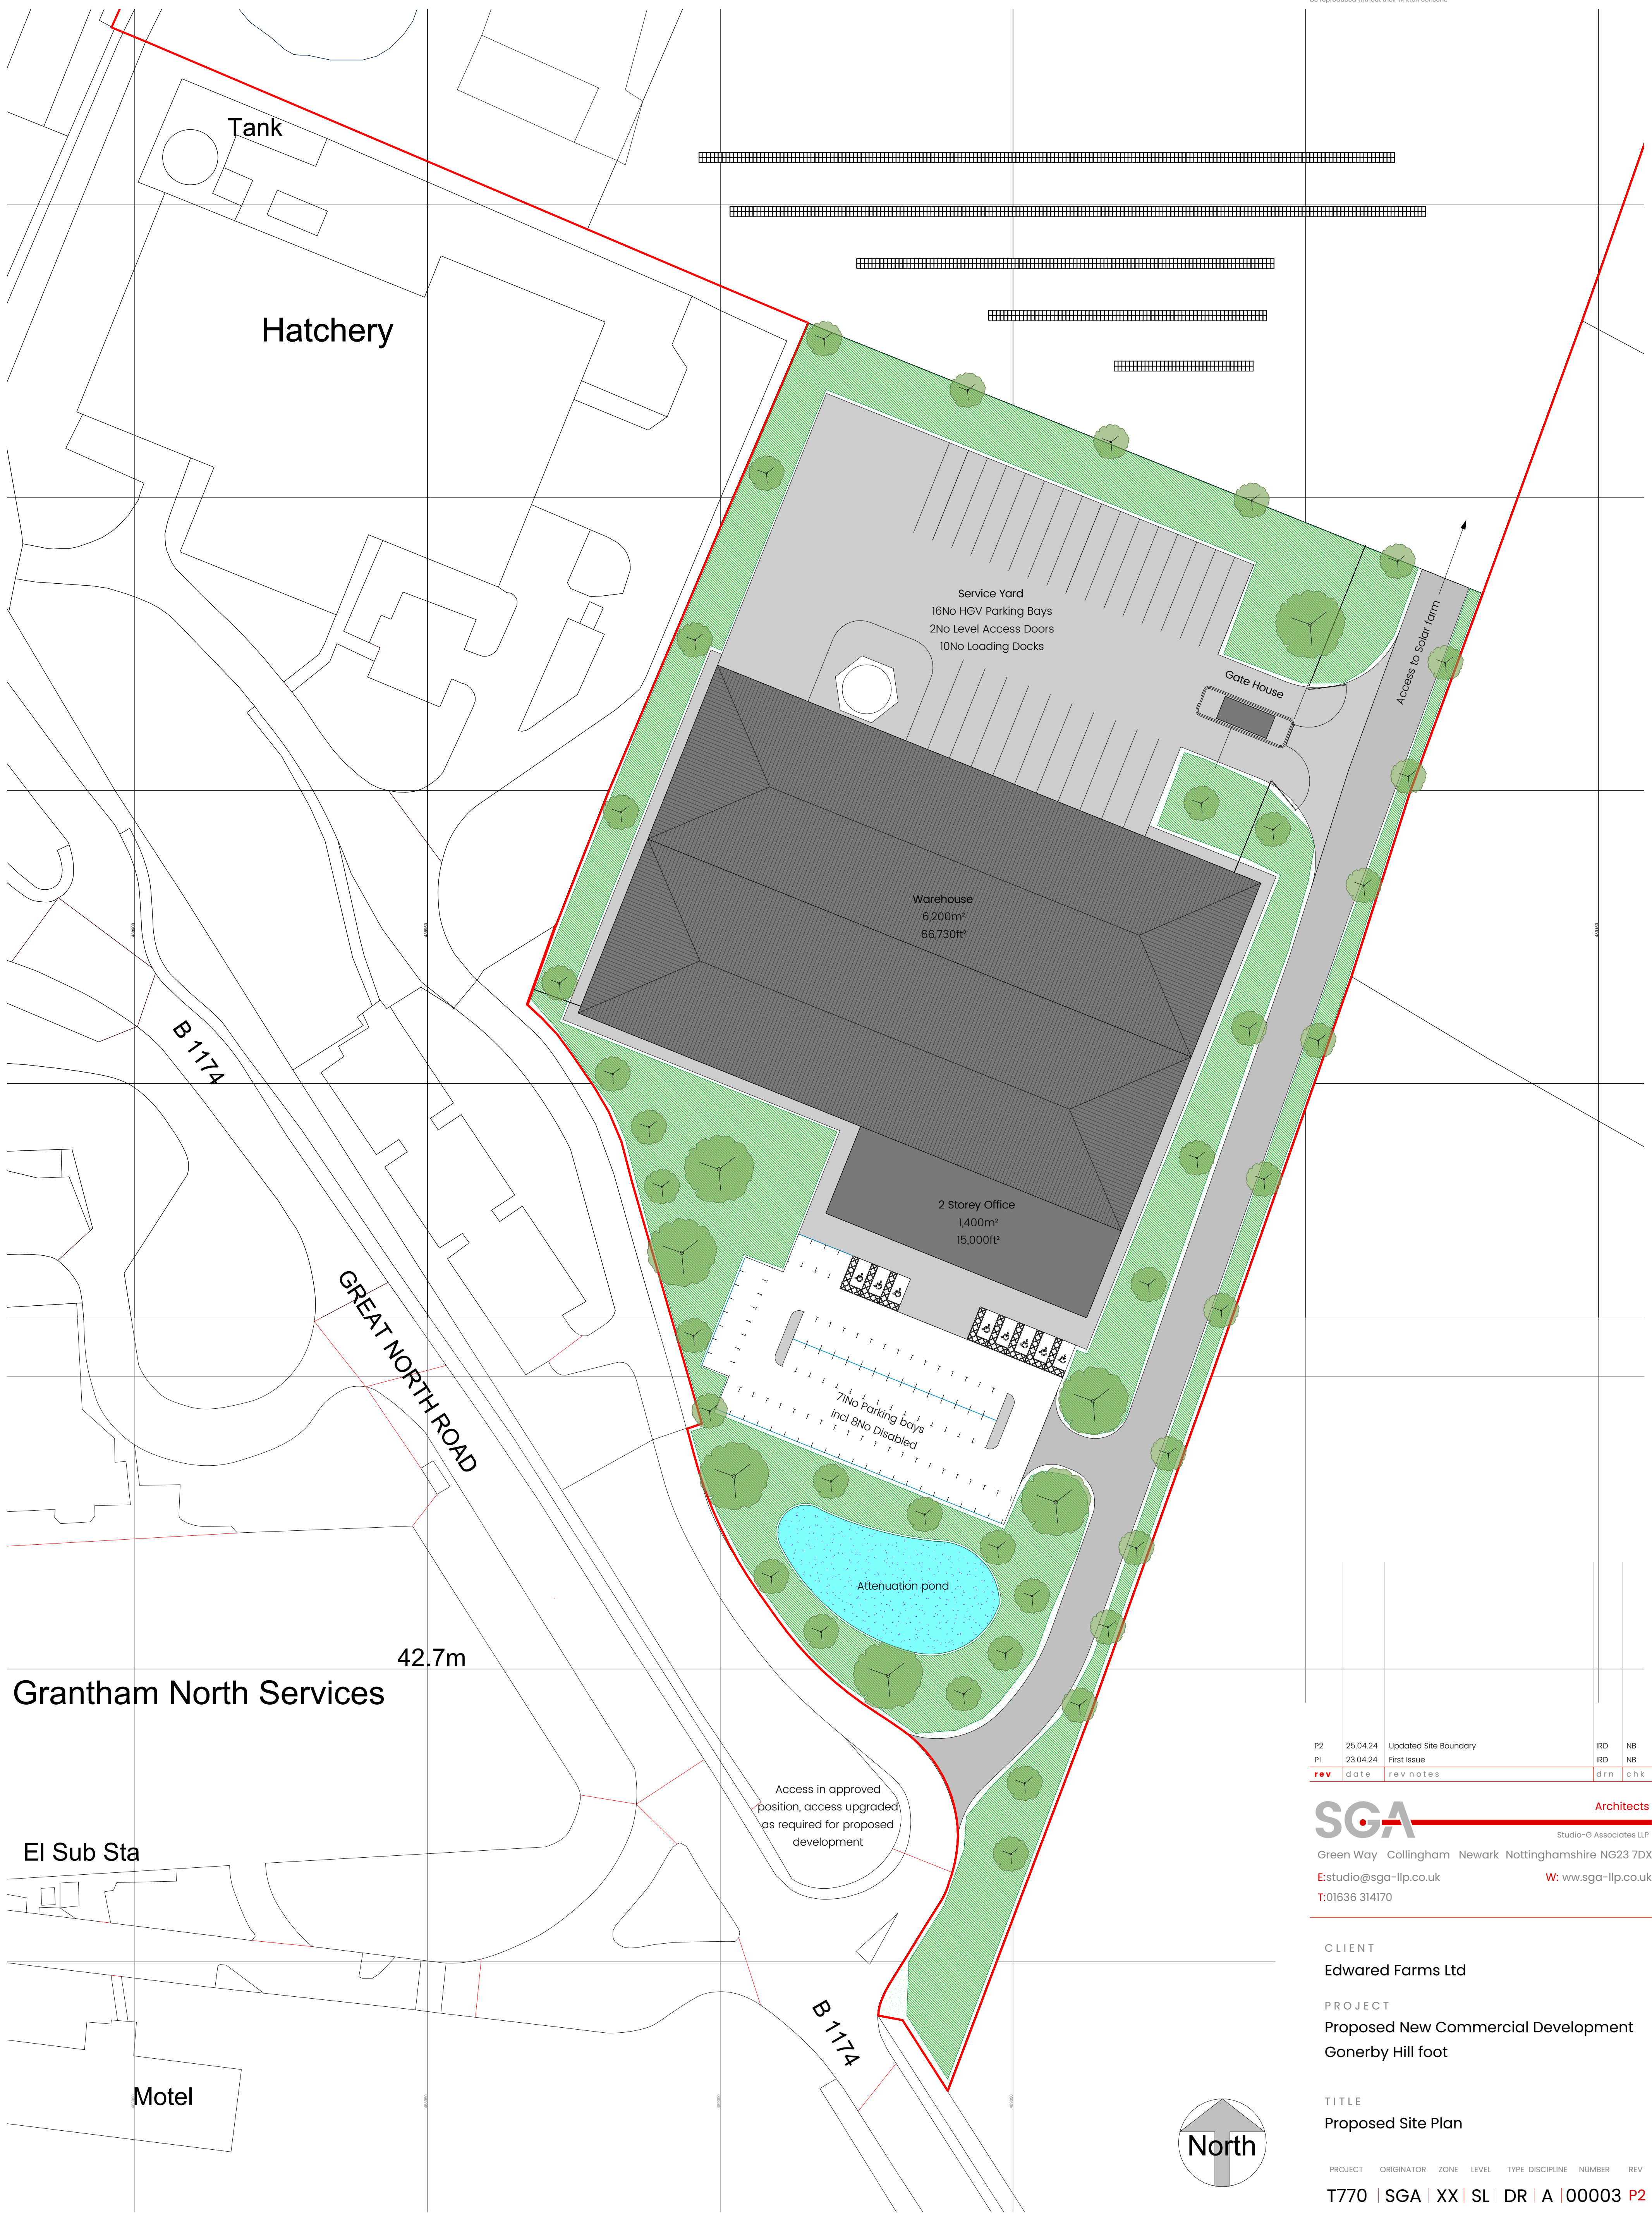 be reproduced without their written consent.
Tank
Hatchery
Service Yard
16No HGV Parking Bays
2No Level Access Doors
10No Loading Docks
Gate House
Access to Solar farm
Warehouse
6,200m²
66,730ft²
B 1174
2 Storey Office
1,400m²
15,000ft²
GREAT NORTH ROAD
71No Parking bays
incl 8No Disabled
Attenuation pond
42.7m
Grantham North Services
Access in approved
position, access upgraded
as required for proposed
development
El Sub Sta
B 1174
Motel
North
P2 25.04.24 Updated Site Boundary IRD NB
P1 23.04.24 First Issue IRD NB
rev date rev notes drn chk
SGA
Architects
Studio-G Associates LLP
Green Way Collingham Newark Nottinghamshire NG23 7DX
E:studio@sga-llp.co.uk W: ww.sga-llp.co.uk
T:01636 314170
CLIENT
Edwared Farms Ltd
PROJECT
Proposed New Commercial Development
Gonerby Hill foot
TITLE
Proposed Site Plan
PROJECT ORIGINATOR ZONE LEVEL TYPE DISCIPLINE NUMBER REV
T770 SGA XX SL DR A 00003 P2